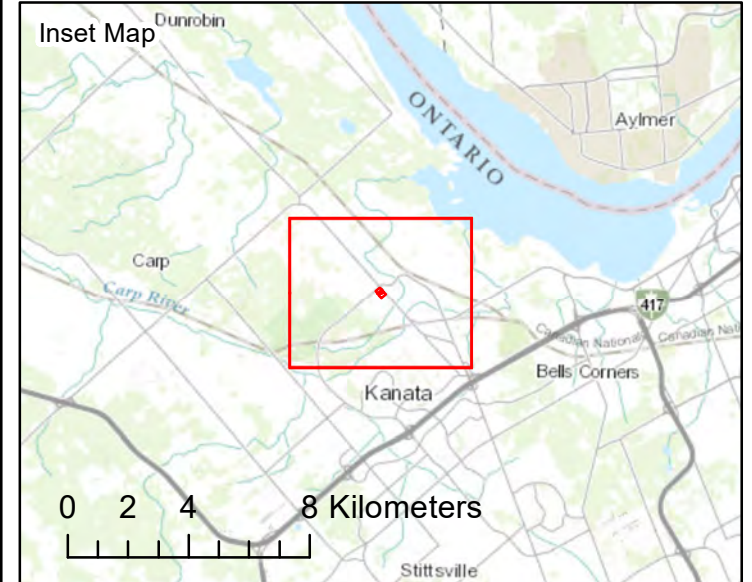 Dunrobin
Inset Map
ONTARIO
Aylmer
Carp
Carp River
417
Canadian National
Canadian Nati
Bells Corners
Kanata
0 2 4 8 Kilometers
Stittsville